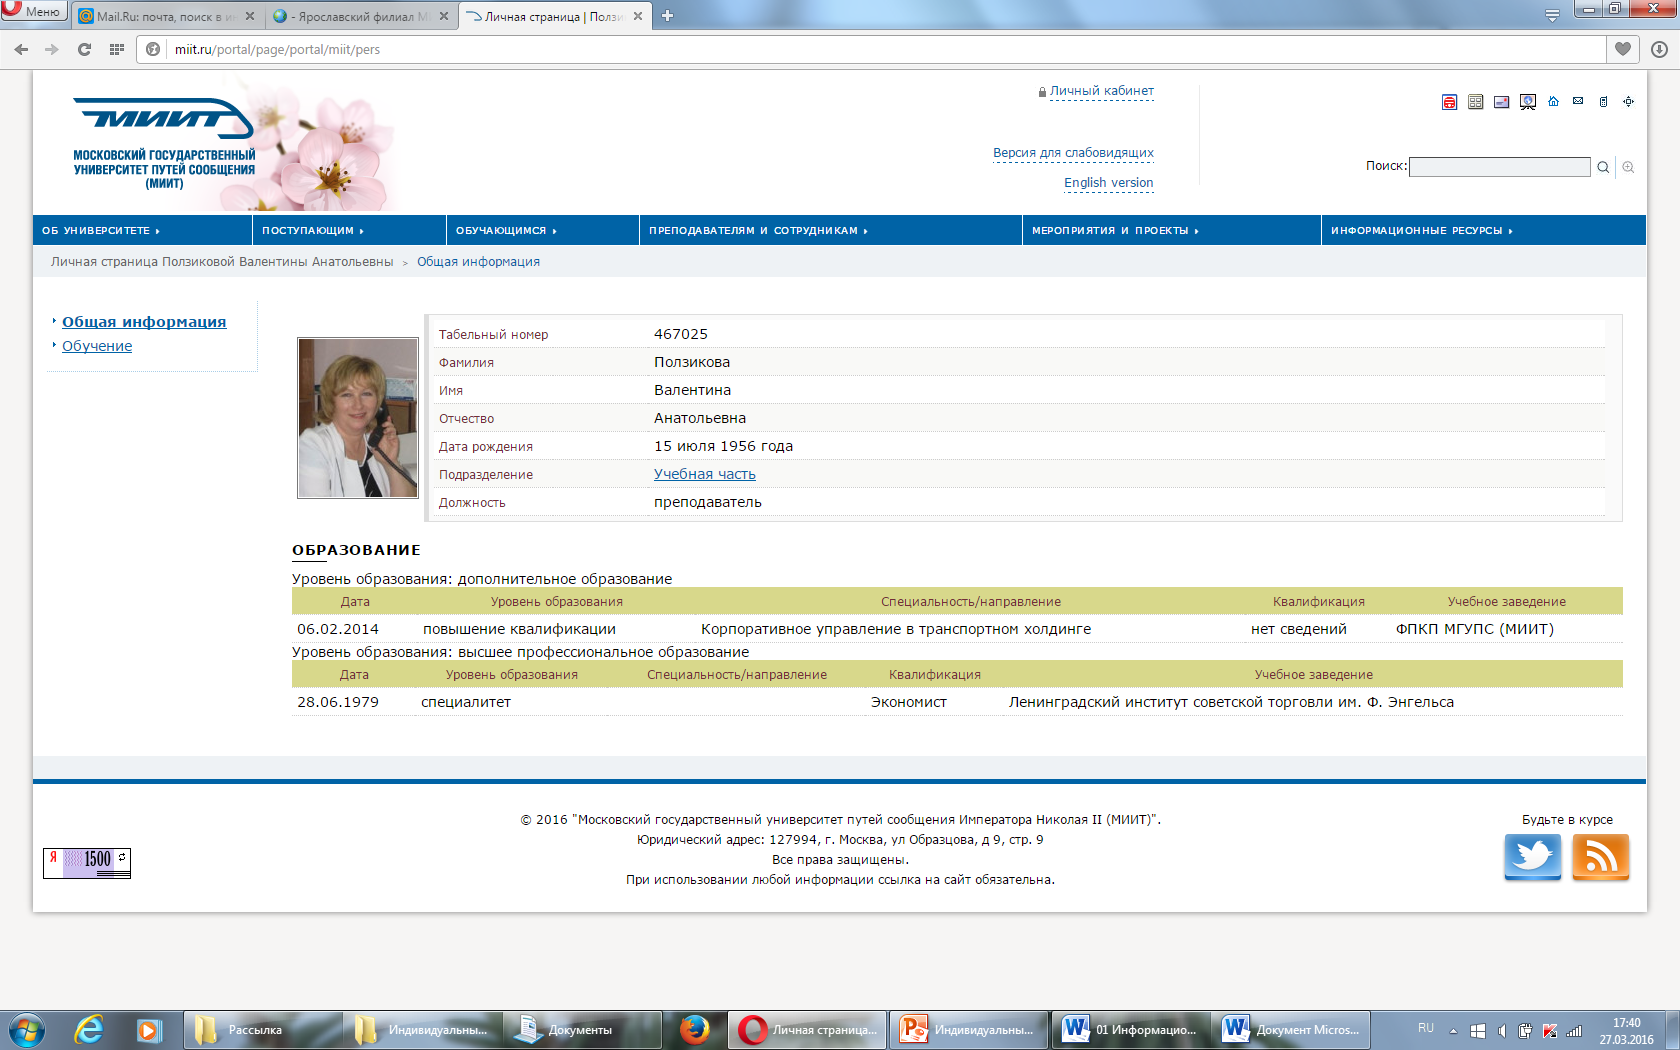 Меню
Mail.Ru: почта, поиск в ин
- Ярославский филиал М
Личная страница | Ползи
miit.ru/portal/page/portal/miit/pers
МИИТ
МОСКОВСКИЙ ГОСУДАРСТВЕННЫЙ
УНИВЕРСИТЕТ ПУТЕЙ СООБЩЕНИЯ
(МИИТ)
Личный кабинет
Версия для слабовидящих
English version
Поиск:
ОБ УНИВЕРСИТЕТЕ
ПОСТУПАЮЩИМ
ОБУЧАЮЩИМСЯ
ПРЕПОДАВАТЕЛЯМ И СОТРУДНИКАМ
МЕРОПРИЯТИЯ И ПРОЕКТЫ
ИНФОРМАЦИОННЫЕ РЕСУРСЫ
Личная страница Ползиковой Валентины Анатольевны > Общая информация
Общая информация
Обучение
Табельный номер 467025
Фамилия Ползикова
Имя Валентина
Отчество Анатольевна
Дата рождения 15 июля 1956 года
Подразделение Учебная часть
Должность преподаватель
ОБРАЗОВАНИЕ
Уровень образования: дополнительное образование
Дата Уровень образования Специальность/направление Квалификация Учебное заведение
06.02.2014 повышение квалификации Корпоративное управление в транспортном холдинге нет сведений ФПКП МГУПС (МИИТ)
Уровень образования: высшее профессиональное образование
Дата Уровень образования Специальность/направление Квалификация Учебное заведение
28.06.1979 специалитет Экономист Ленинградский институт советской торговли им. Ф. Энгельса
© 2016 "Московский государственный университет путей сообщения Императора Николая II (МИИТ)".
Юридический адрес: 127994, г. Москва, ул Образцова, д 9, стр. 9
Все права защищены.
При использовании любой информации ссылка на сайт обязательна.
Будьте в курсе
Я 1500
Рассылка
Индивидуальны...
Документы
Личная страница...
Индивидуальны...
01 Информацио...
Документ Micros...
RU
17:40
27.03.2016